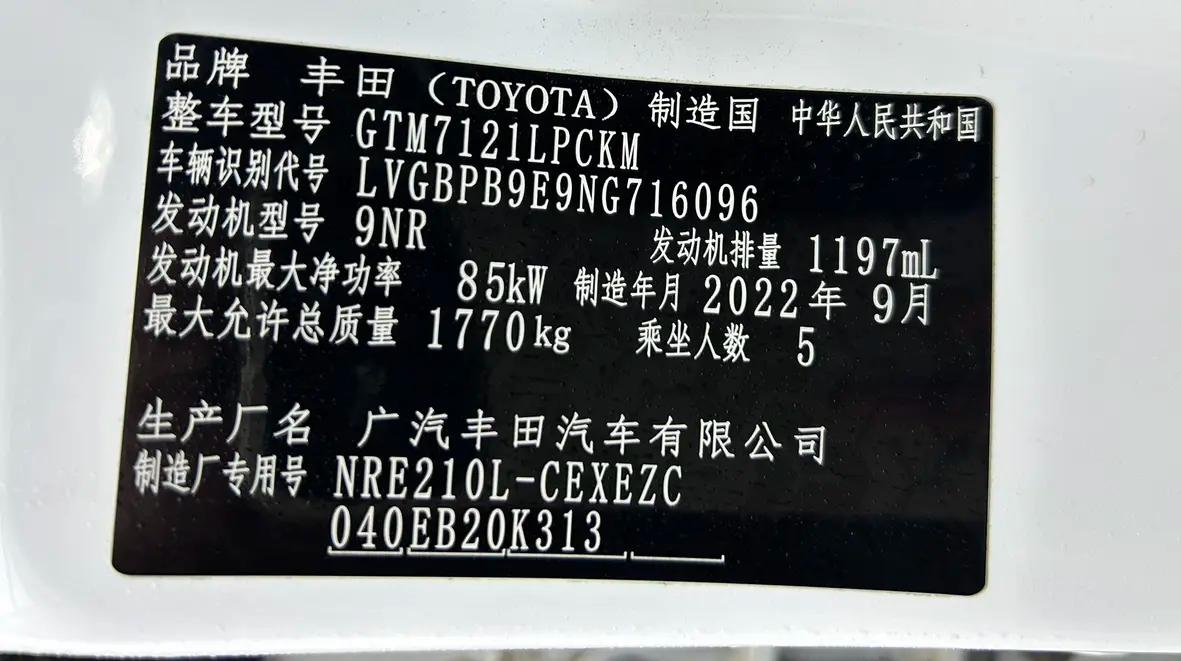 品牌 丰田（TOYOTA）制造国 中华人民共和国
整车型号 GTM7121LPCKM
车辆识别代号 LVGBPB9E9NG716096
发动机型号 9NR 发动机排量 1197mL
发动机最大净功率 85kW 制造年月 2022年 9月
最大允许总质量 1770kg 乘坐人数 5
生产厂名 广汽丰田汽车有限公司
制造厂专用号 NRE210L-CEXEZC
040EB20K313